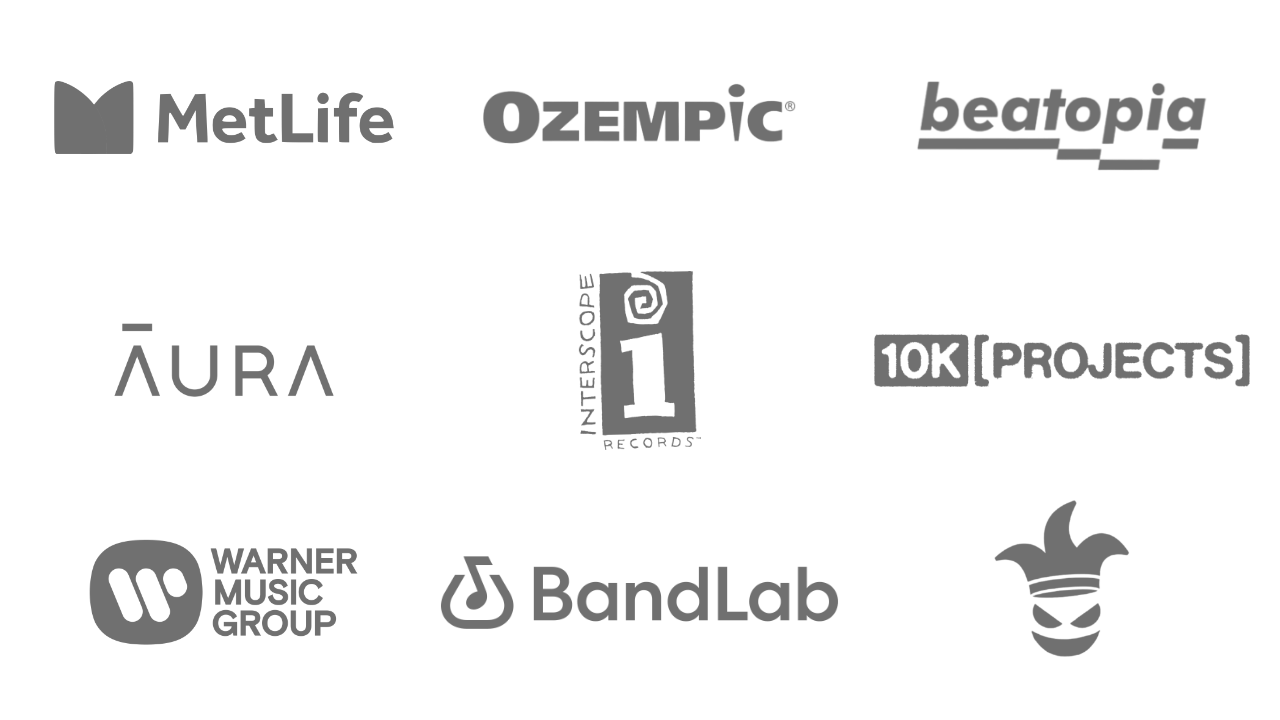 MetLife
OZEMPiC®
beatopia
ĀURA
INTERSCOPE
i
RECORDS™
10K[PROJECTS]
WARNER
MUSIC
GROUP
BandLab